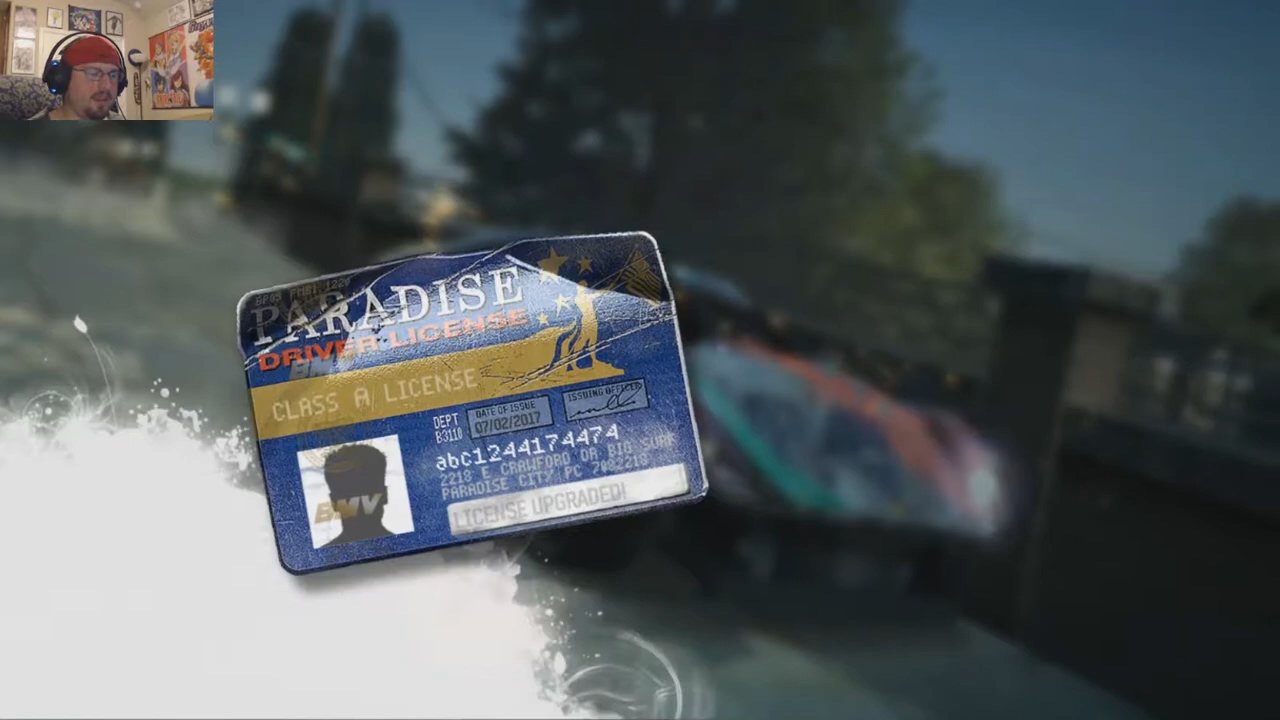 PARADISE
DRIVER LICENSE
CLASS A LICENSE
DEPT
B3110
DATE OF ISSUE
07/02/2017
ISSUING OFFICER
abc1244174474
2218 E CRAWFORD DR BIG SURF
PARADISE CITY PC
BMV
LICENSE UPGRADED!